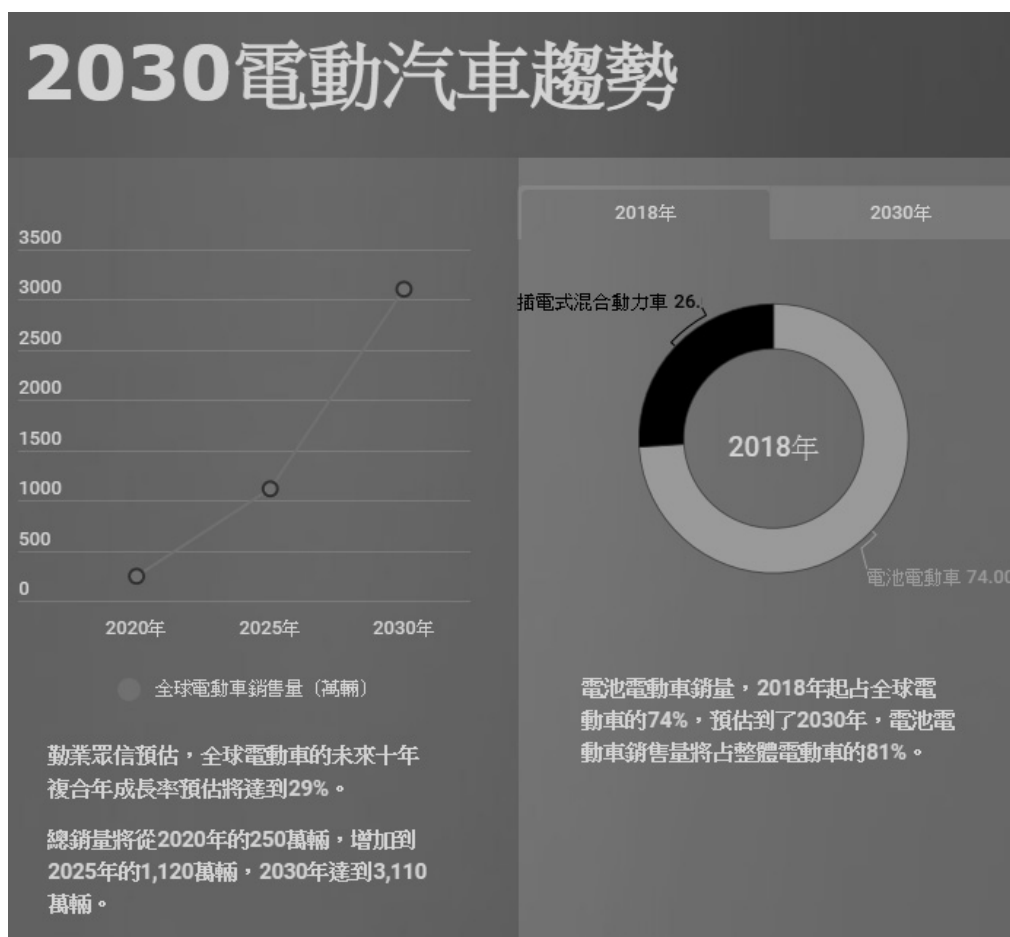 2030電動汽車趨勢
3500
3000
2500
2000
1500
1000
500
0
2020年 2025年 2030年
全球電動車銷售量（萬輛）
勤業眾信預估，全球電動車的未來十年
複合年成長率預估將達到29%。
總銷量將從2020年的250萬輛，增加到
2025年的1,120萬輛，2030年達到3,110
萬輛。
2018年 2030年
插電式混合動力車 26.
2018年
電池電動車 74.00
電池電動車銷量，2018年起占全球電
動車的74%，預估到了2030年，電池電
動車銷售量將占整體電動車的81%。